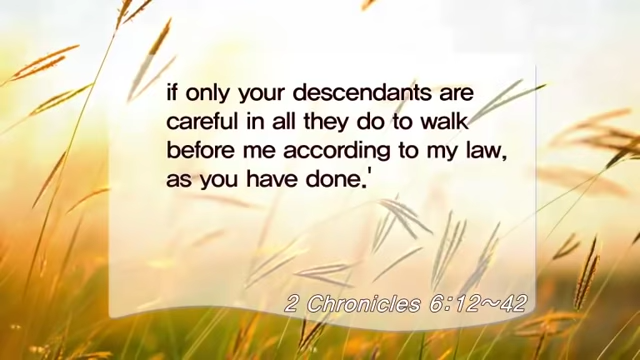 if only your descendants are
careful in all they do to walk
before me according to my law,
as you have done.'
2 Chronicles 6:12~42